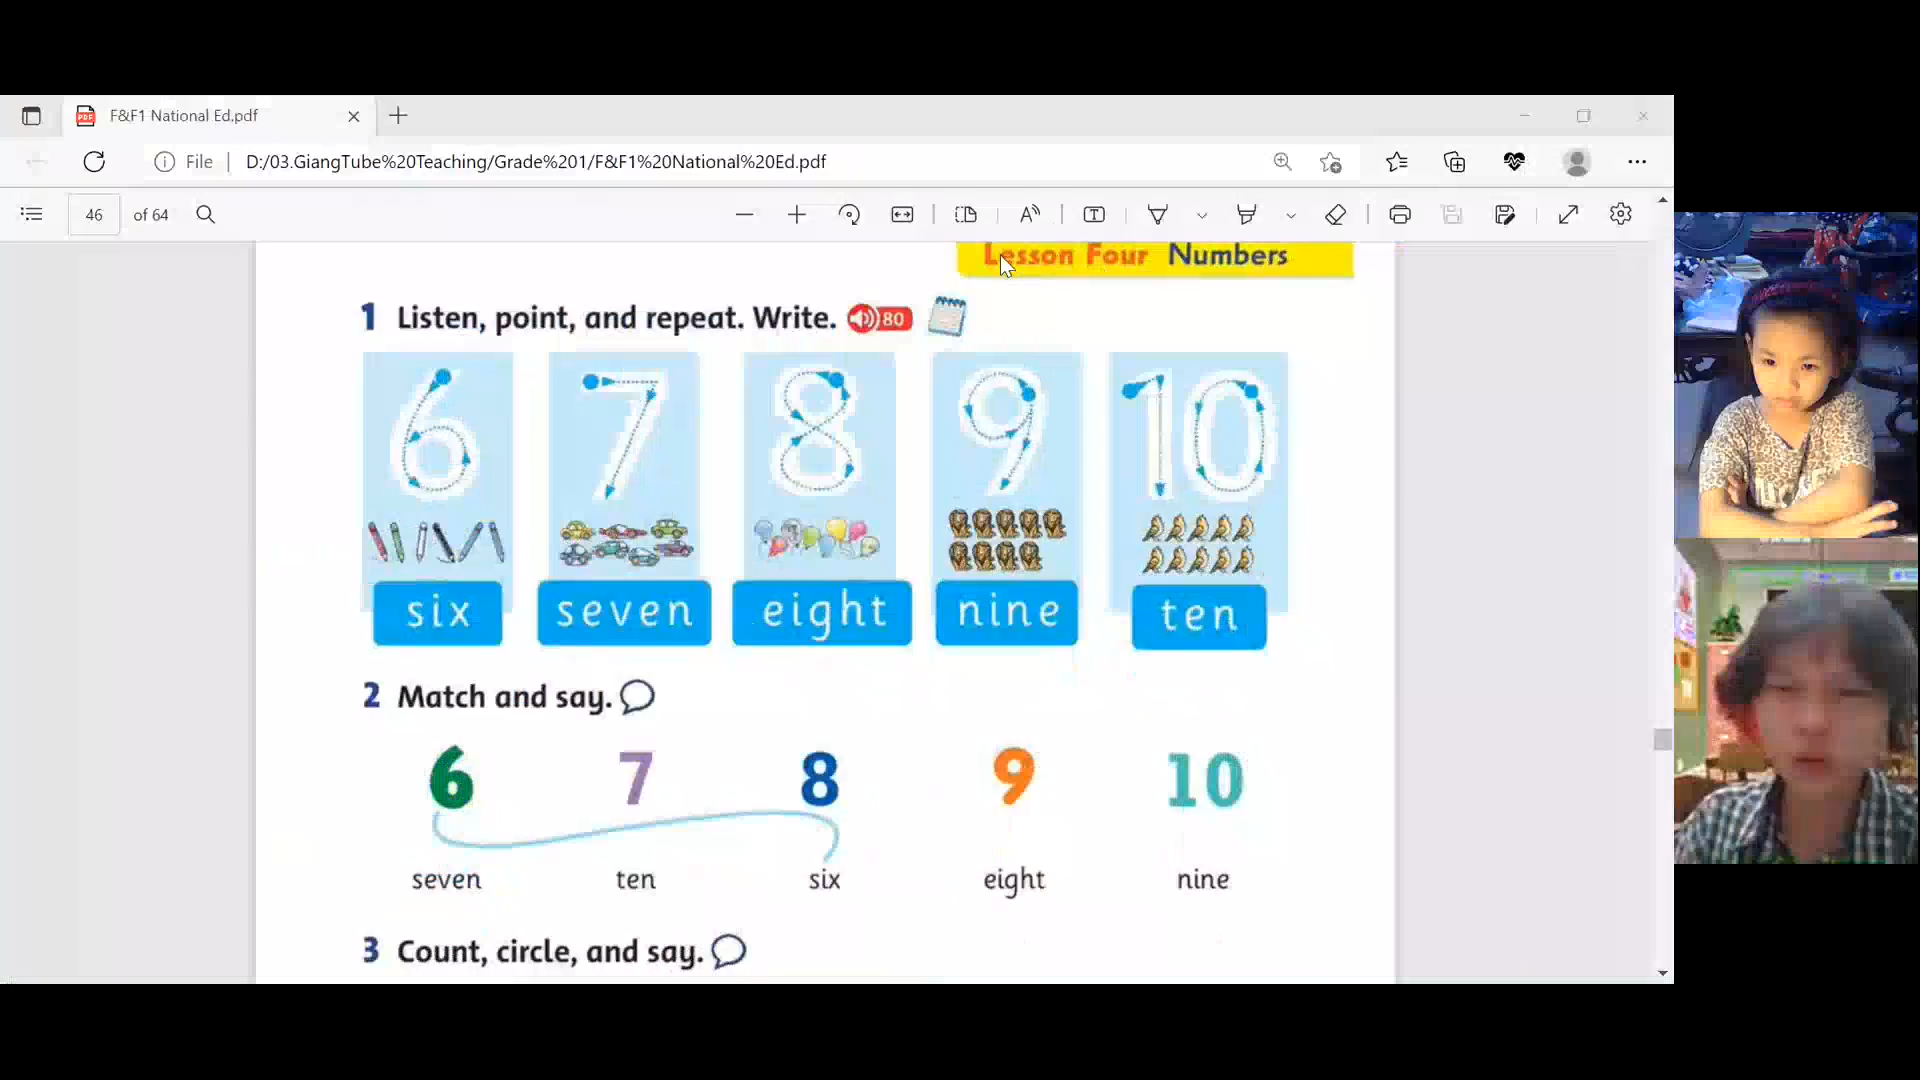 F&F1 National Ed.pdf
File | D:/03.GiangTube%20Teaching/Grade%201/F&F1%20National%20Ed.pdf
46 of 64
Lesson Four Numbers
1 Listen, point, and repeat. Write. 80
6 7 8 9 10
six seven eight nine ten
2 Match and say.
6 7 8 9 10
seven ten six eight nine
3 Count, circle, and say.